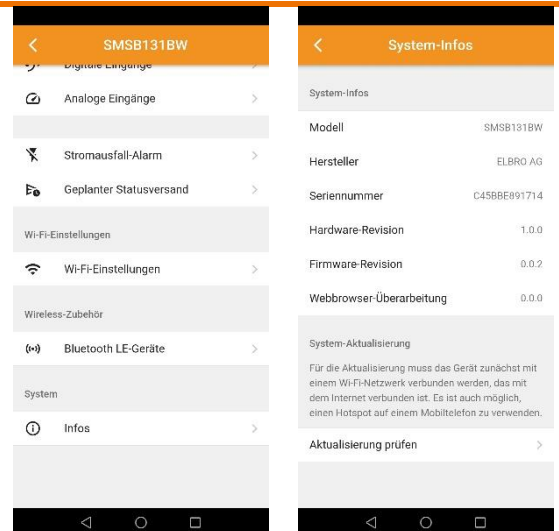 SMSB131BW
Digitale Eingänge
Analoge Eingänge
Stromausfall-Alarm
Geplanter Statusversand
Wi-Fi-Einstellungen
Wi-Fi-Einstellungen
Wireless-Zubehör
Bluetooth LE-Geräte
System
Infos
System-Infos
System-Infos
Modell SMSB131BW
Hersteller ELBRO AG
Seriennummer C45BBE891714
Hardware-Revision 1.0.0
Firmware-Revision 0.0.2
Webbrowser-Überarbeitung 0.0.0
System-Aktualisierung
Für die Aktualisierung muss das Gerät zunächst mit
einem Wi-Fi-Netzwerk verbunden werden, das mit
dem Internet verbunden ist. Es ist auch möglich,
einen Hotspot auf einem Mobiltelefon zu verwenden.
Aktualisierung prüfen